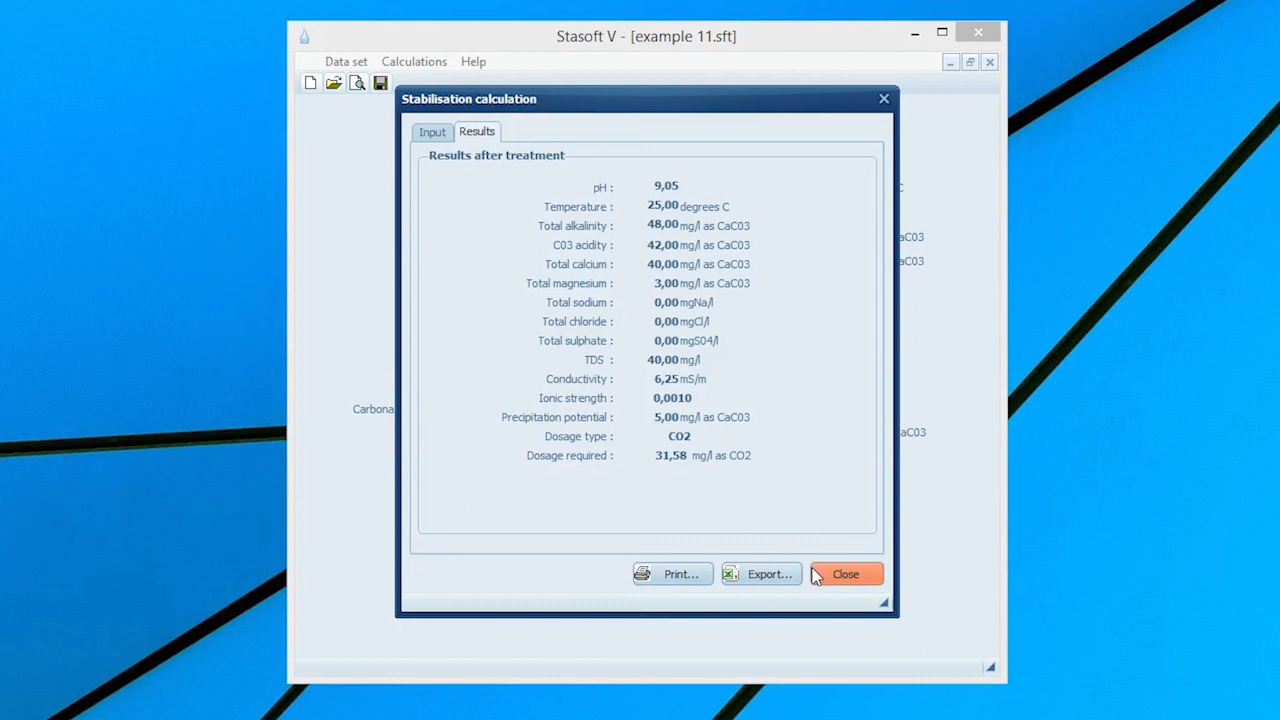 Stasoft V - [example 11.sft]
Data set Calculations Help
Stabilisation calculation
Input Results
Results after treatment
pH : 9,05
Temperature : 25,00 degrees C
Total alkalinity : 48,00 mg/l as CaC03
C03 acidity : 42,00 mg/l as CaC03
aC03
Total calcium : 40,00 mg/l as CaC03
aC03
Total magnesium : 3,00 mg/l as CaC03
Total sodium : 0,00 mgNa/l
Total chloride : 0,00 mgCl/l
Total sulphate : 0,00 mgS04/l
TDS : 40,00 mg/l
Conductivity : 6,25 mS/m
Ionic strength : 0,0010
Carbona
Precipitation potential : 5,00 mg/l as CaC03
Dosage type : CO2
aC03
Dosage required : 31,58 mg/l as CO2
Print... Export... Close